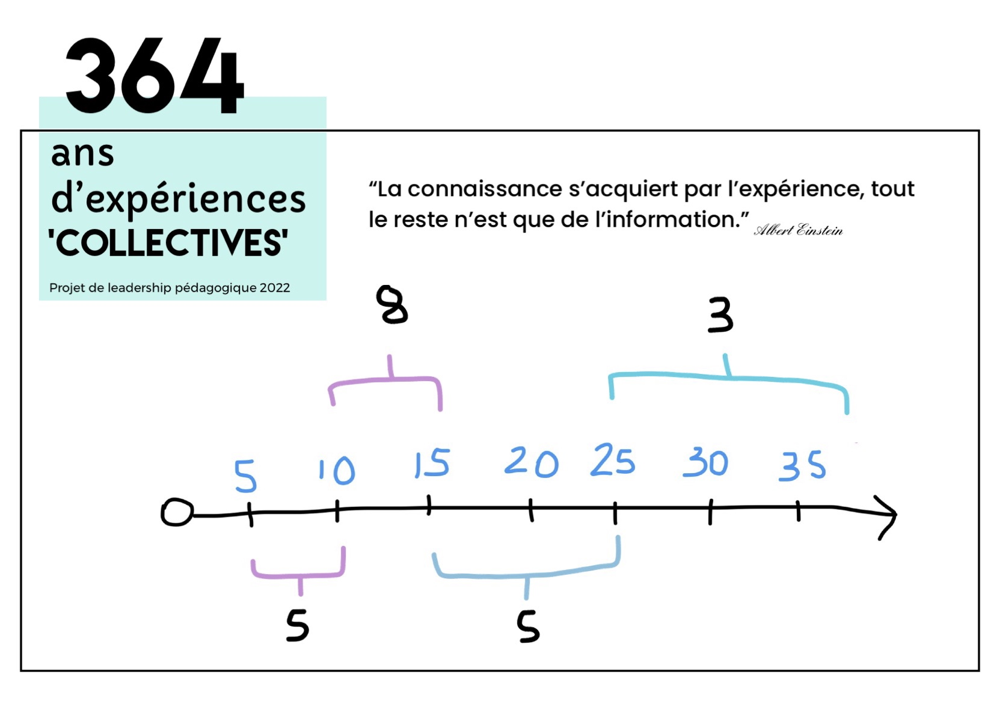 364
ans
d’expériences
'COLLECTIVES'
Projet de leadership pédagogique 2022
“La connaissance s’acquiert par l’expérience, tout
le reste n’est que de l’information.”
Albert Einstein
8 3
5 10 15 20 25 30 35
5 5